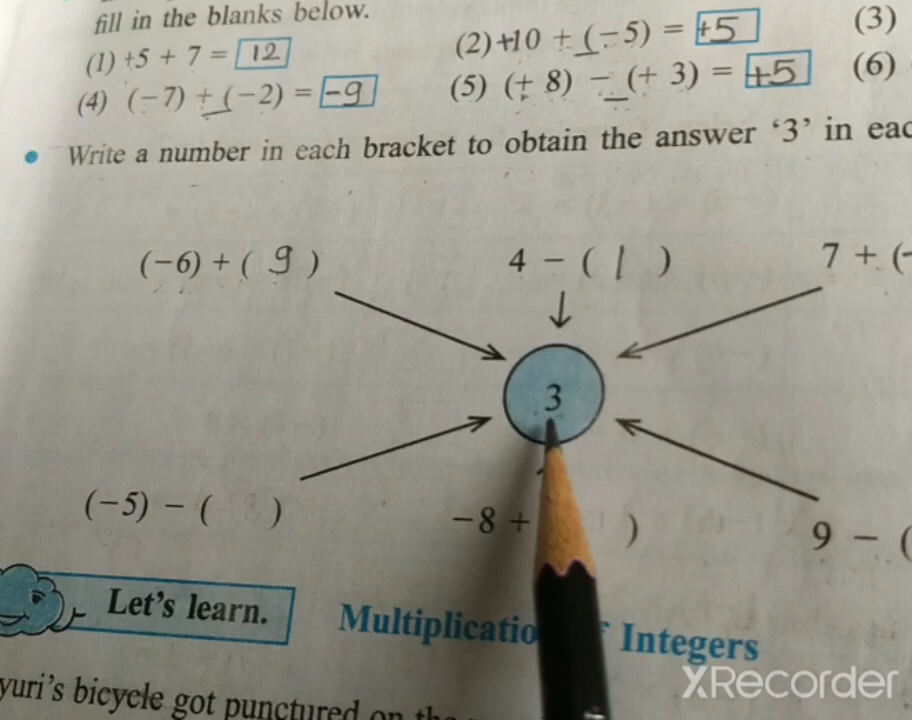 fill in the blanks below.
(1) +5 + 7 = 12
(2) +10 + (-5) = +5
(3)
(4) (-7) + (-2) = -9
(5) (+ 8) - (+ 3) = +5
(6)
• Write a number in each bracket to obtain the answer ‘3’ in eac
(-6) + ( 9 )
4 - ( 1 )
7 + (-
3
(-5) - ( )
-8 + )
9 - (
Let's learn.
Multiplicatio Integers
yuri's bicycle got punctured on the
XRecorder